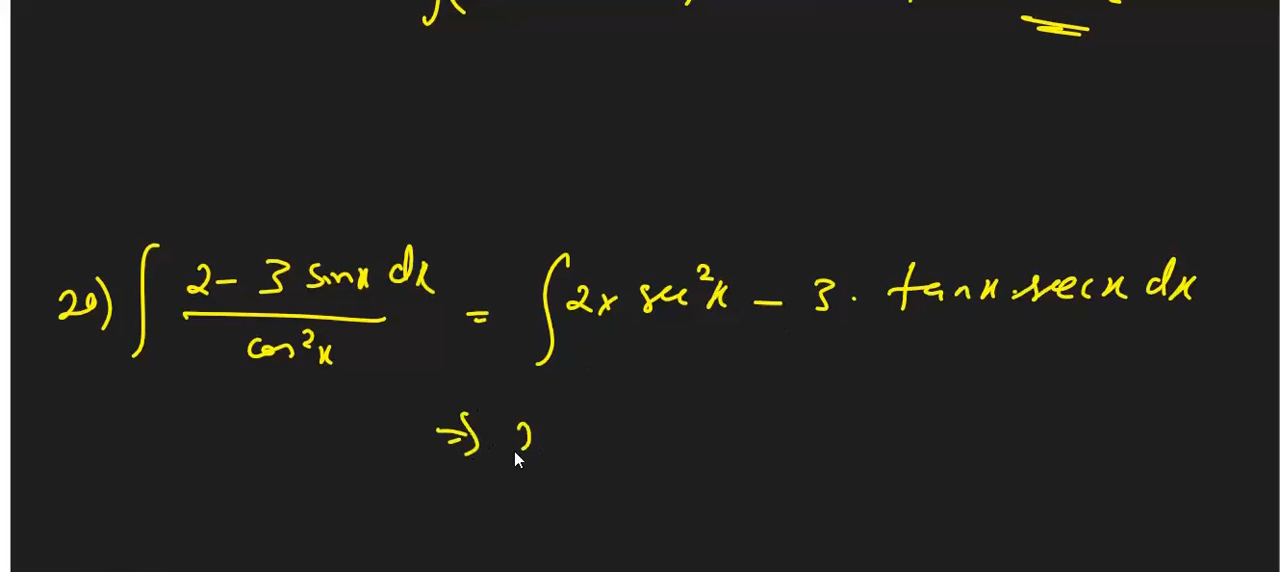 20) ∫ 2 - 3 sinx dx / cos²x = ∫ 2x sec²x - 3 . tanx . secx dx
⇒ 2